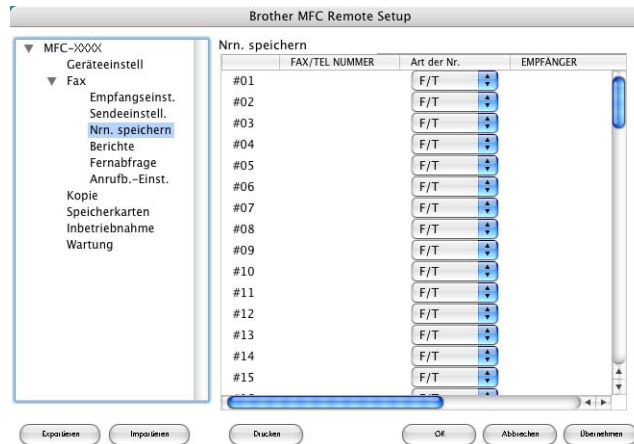 Brother MFC Remote Setup
MFC-XXXX
Geräteeinstell
Fax
Empfangseinst.
Sendeeinstell.
Nrn. speichern
Berichte
Fernabfrage
Anrufb.-Einst.
Kopie
Speicherkarten
Inbetriebnahme
Wartung
Nrn. speichern
FAX/TEL NUMMER Art der Nr. EMPFÄNGER
#01 F/T
#02 F/T
#03 F/T
#04 F/T
#05 F/T
#06 F/T
#07 F/T
#08 F/T
#09 F/T
#10 F/T
#11 F/T
#12 F/T
#13 F/T
#14 F/T
#15 F/T
Exportieren Importieren Drucken OK Abbrechen Übernehmen